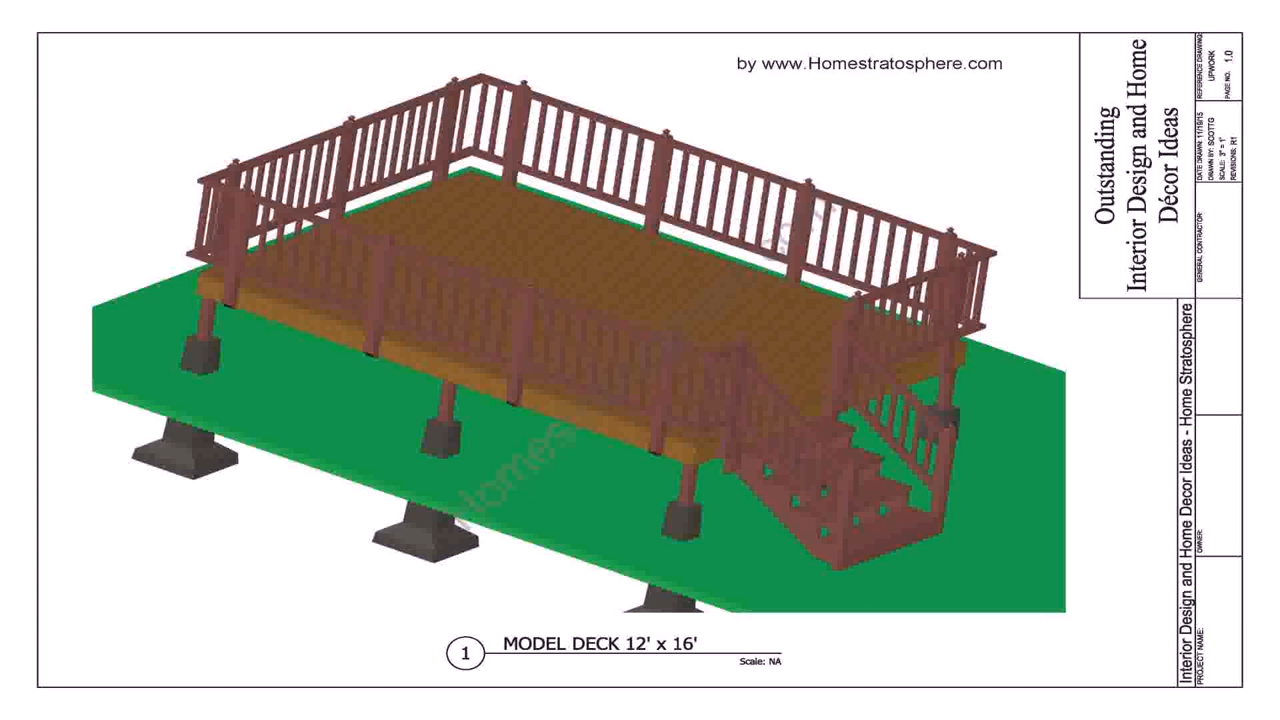 by www.Homestratosphere.com
Outstanding
Interior Design and Home
Décor Ideas
REFERENCE DRAWING:
UPWORK
PAGE NO. 1.0
DATE DRAWN: 11/19/15
DRAWN BY: SCOTTG
SCALE: 3" = 1'
REVISIONS: R1
GENERAL CONTRACTOR:
OWNER:
Interior Design and Home Decor Ideas - Home Stratosphere
PROJECT NAME:
1
MODEL DECK 12' x 16'
Scale: NA